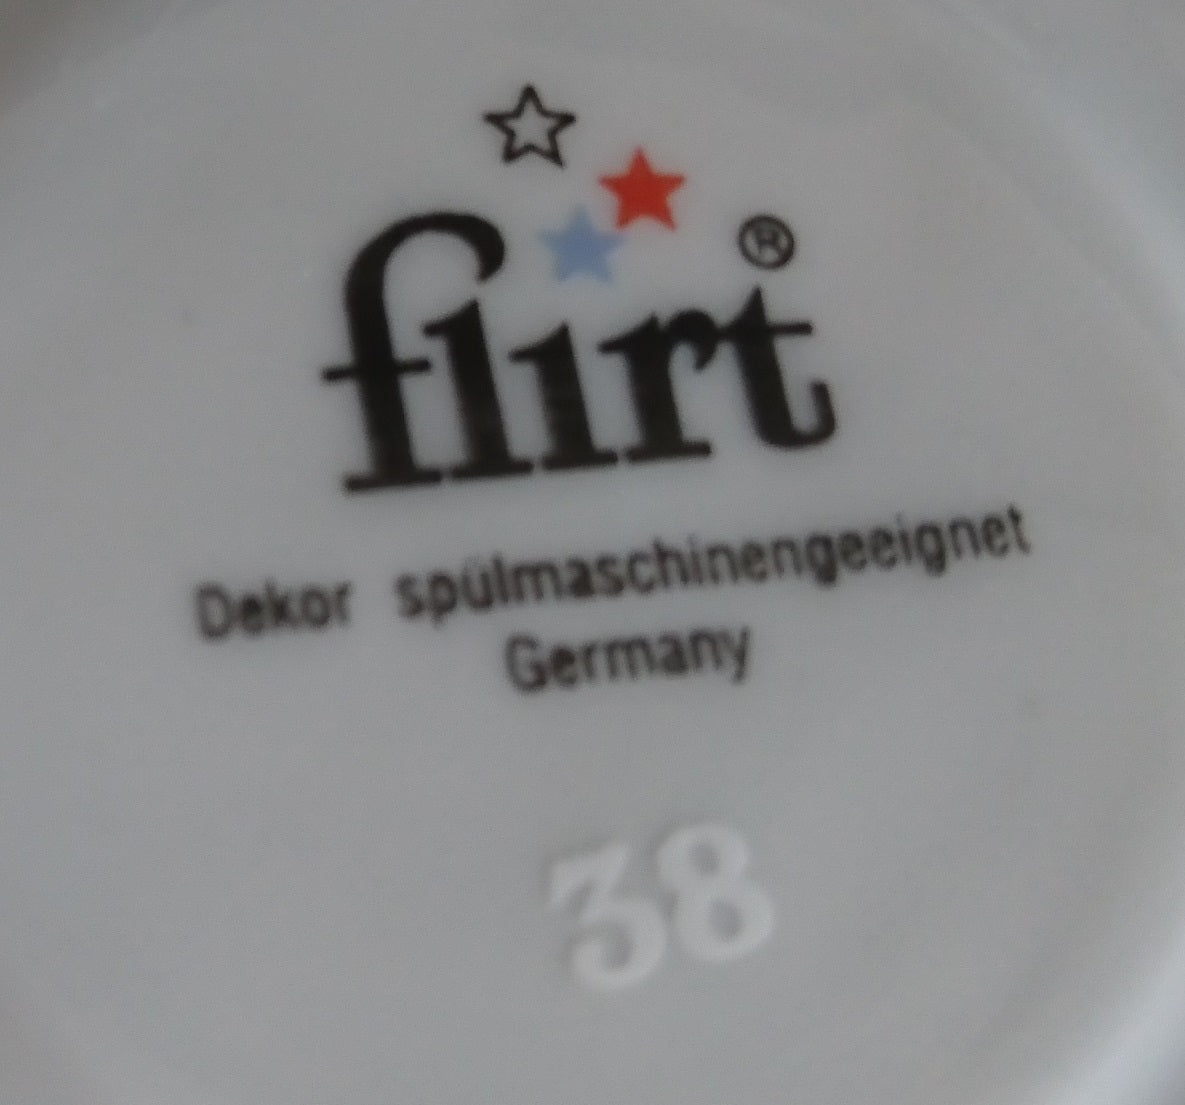 flirt®
Dekor spülmaschinengeeignet
Germany
38